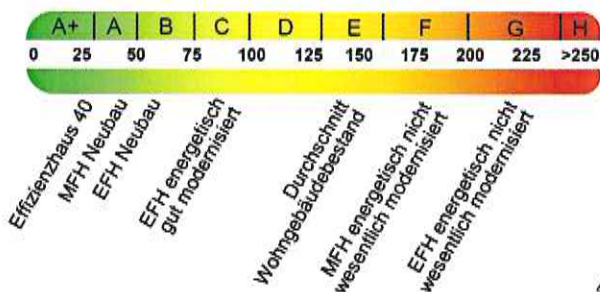 A+ A B C D E F G H
0 25 50 75 100 125 150 175 200 225 >250
Effizienzhaus 40
MFH Neubau
EFH Neubau
EFH energetisch
gut modernisiert
Durchschnitt
Wohngebäudebestand
MFH energetisch nicht
wesentlich modernisiert
EFH energetisch nicht
wesentlich modernisiert